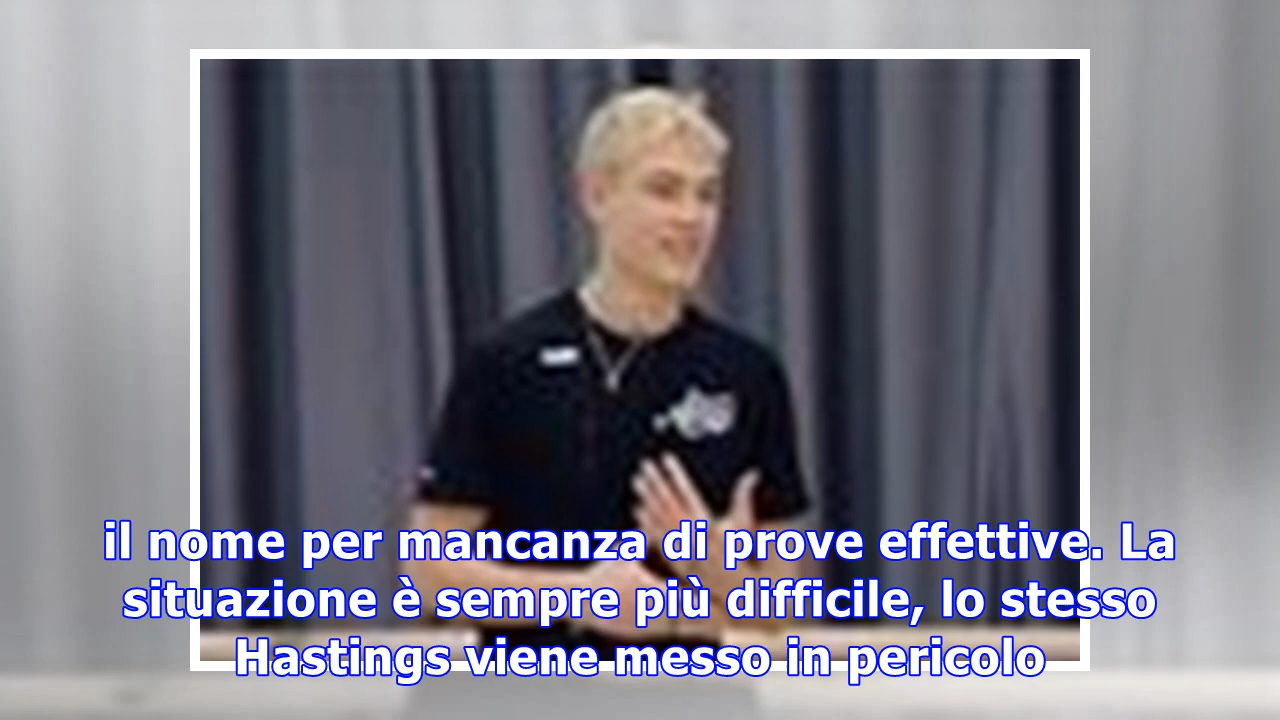 il nome per mancanza di prove effettive. La
situazione è sempre più difficile, lo stesso
Hastings viene messo in pericolo